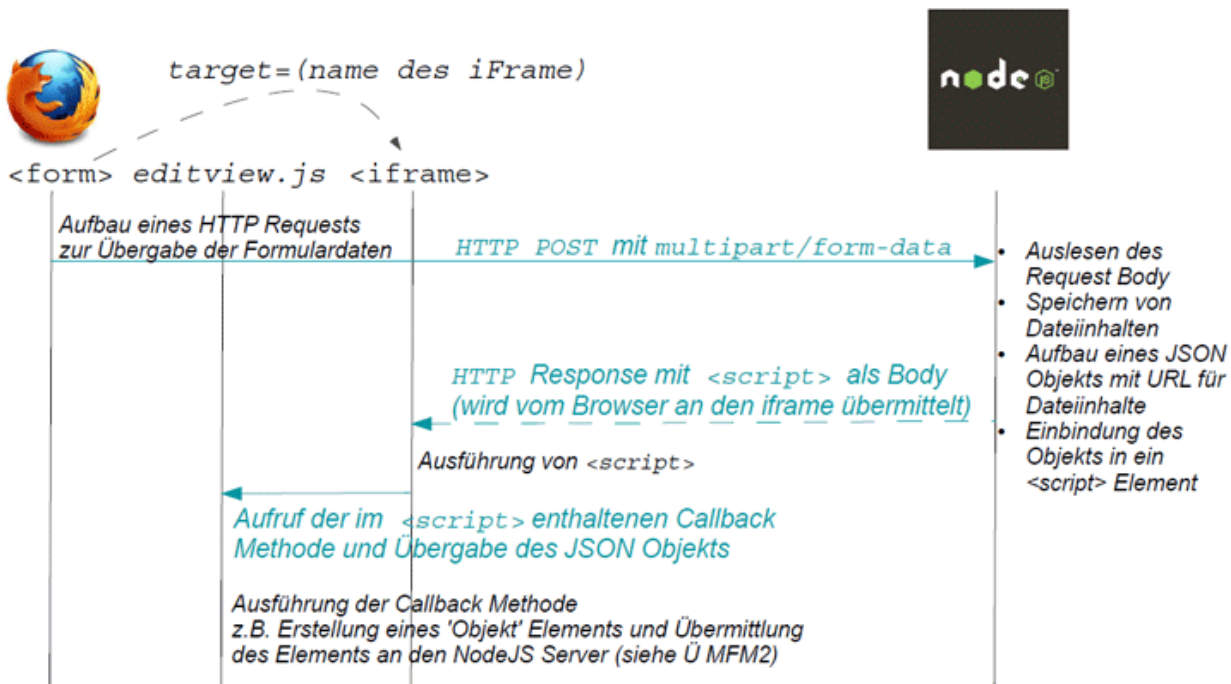 target=(name des iFrame)
node js
<form> editview.js <iframe>
Aufbau eines HTTP Requests
zur Übergabe der Formulardaten
HTTP POST mit multipart/form-data
• Auslesen des
Request Body
• Speichern von
Dateiinhalten
• Aufbau eines JSON
Objekts mit URL für
Dateiinhalte
• Einbindung des
Objekts in ein
<script> Element
HTTP Response mit <script> als Body
(wird vom Browser an den iframe übermittelt)
Ausführung von <script>
Aufruf der im <script> enthaltenen Callback
Methode und Übergabe des JSON Objekts
Ausführung der Callback Methode
z.B. Erstellung eines 'Objekt' Elements und Übermittlung
des Elements an den NodeJS Server (siehe Ü MFM2)